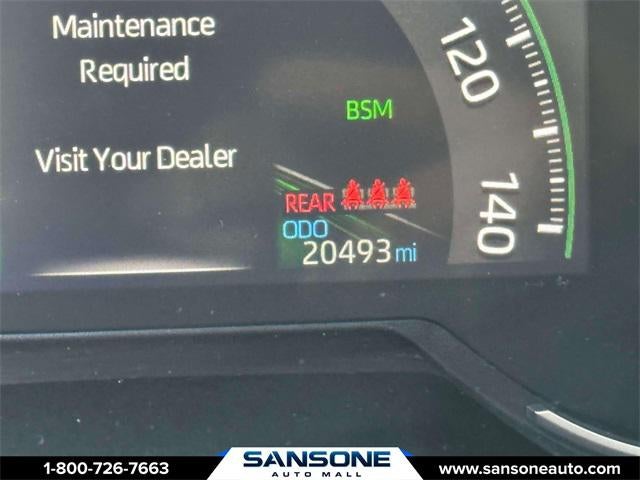 Maintenance
Required
Visit Your Dealer
120
BSM
140
REAR
ODO
20493 mi
1-800-726-7663
SANSONE
AUTO MALL
www.sansoneauto.com